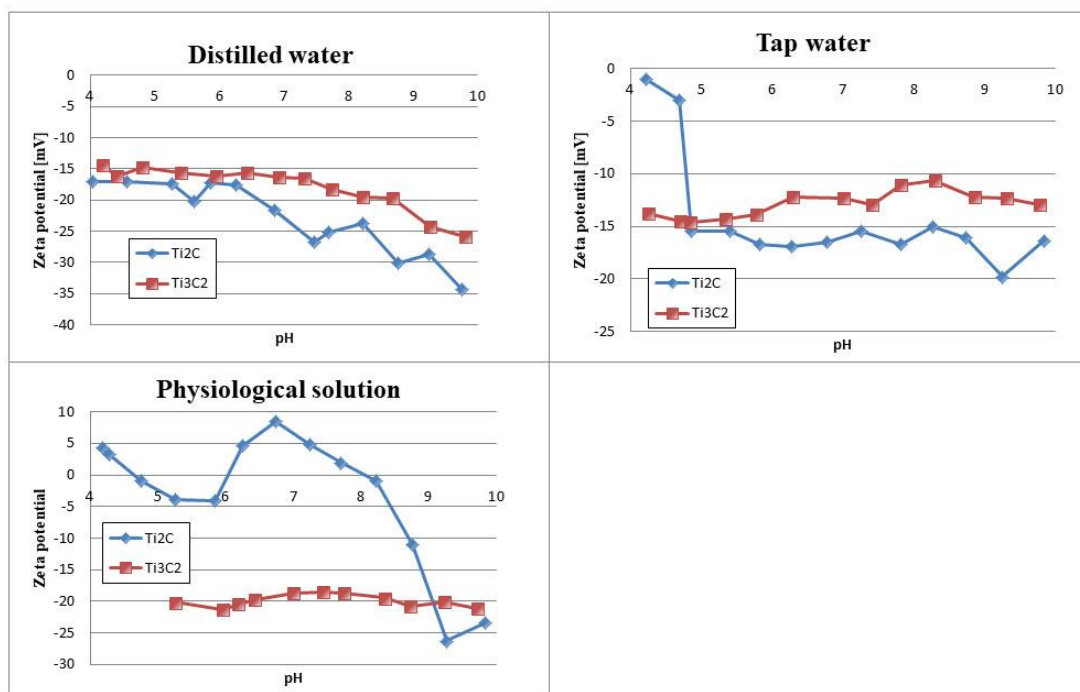 Distilled water
0
4 5 6 7 8 9 10
-5
-10
-15
-20
-25
-30
-35
-40
Zeta potential [mV]
Ti2C
Ti3C2
pH
Tap water
0
4 5 6 7 8 9 10
-5
-10
-15
-20
-25
Zeta potential [mV]
Ti2C
Ti3C2
pH
Physiological solution
10
5
0
4 5 6 7 8 9 10
-5
-10
-15
-20
-25
-30
Zeta potential
Ti2C
Ti3C2
pH